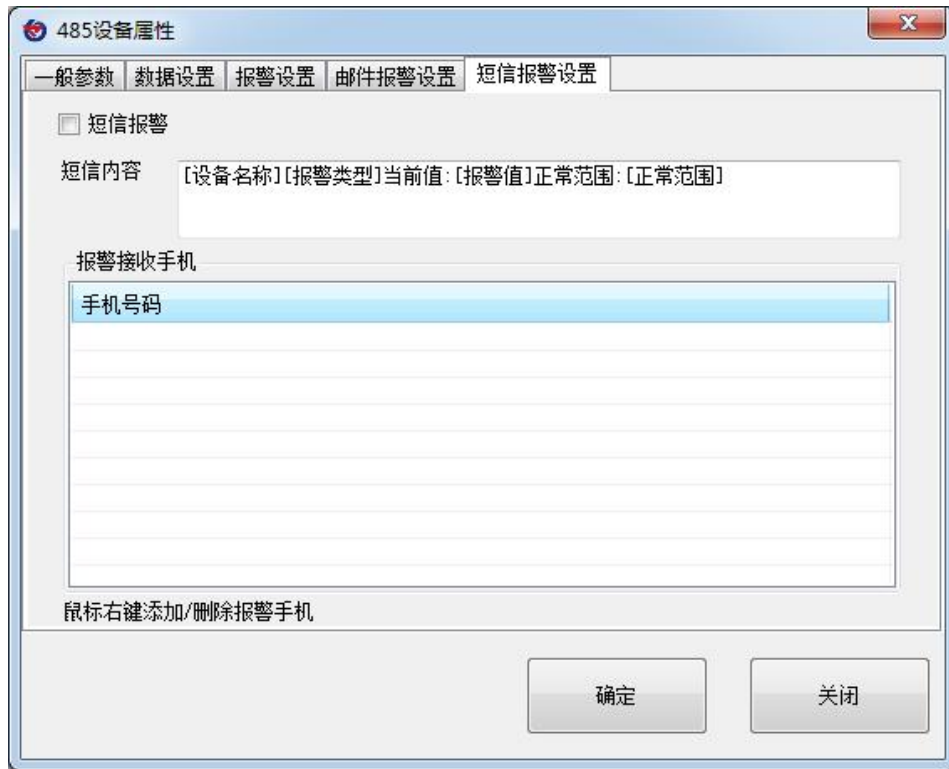 485设备属性
一般参数 数据设置 报警设置 邮件报警设置 短信报警设置
短信报警
短信内容 [设备名称][报警类型]当前值:[报警值]正常范围:[正常范围]
报警接收手机
手机号码
鼠标右键添加/删除报警手机
确定 关闭